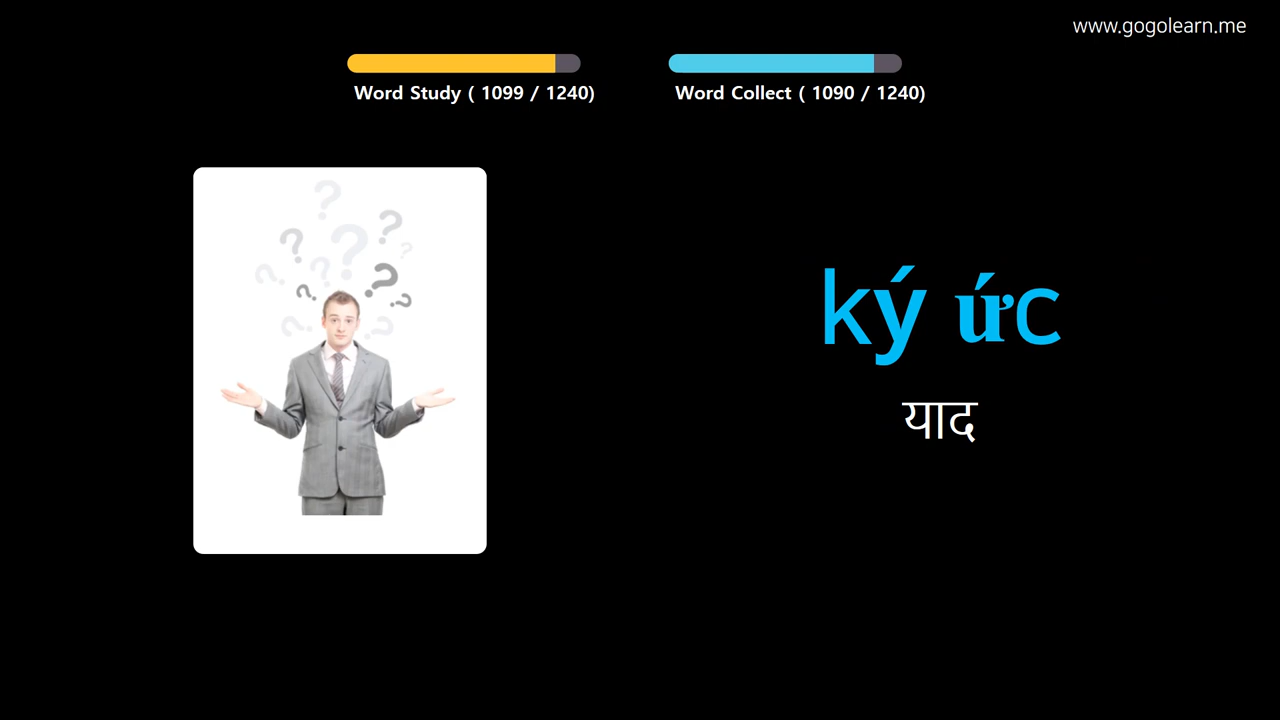 www.gogolearn.me
Word Study ( 1099 / 1240)
Word Collect ( 1090 / 1240)
ký ức
याद